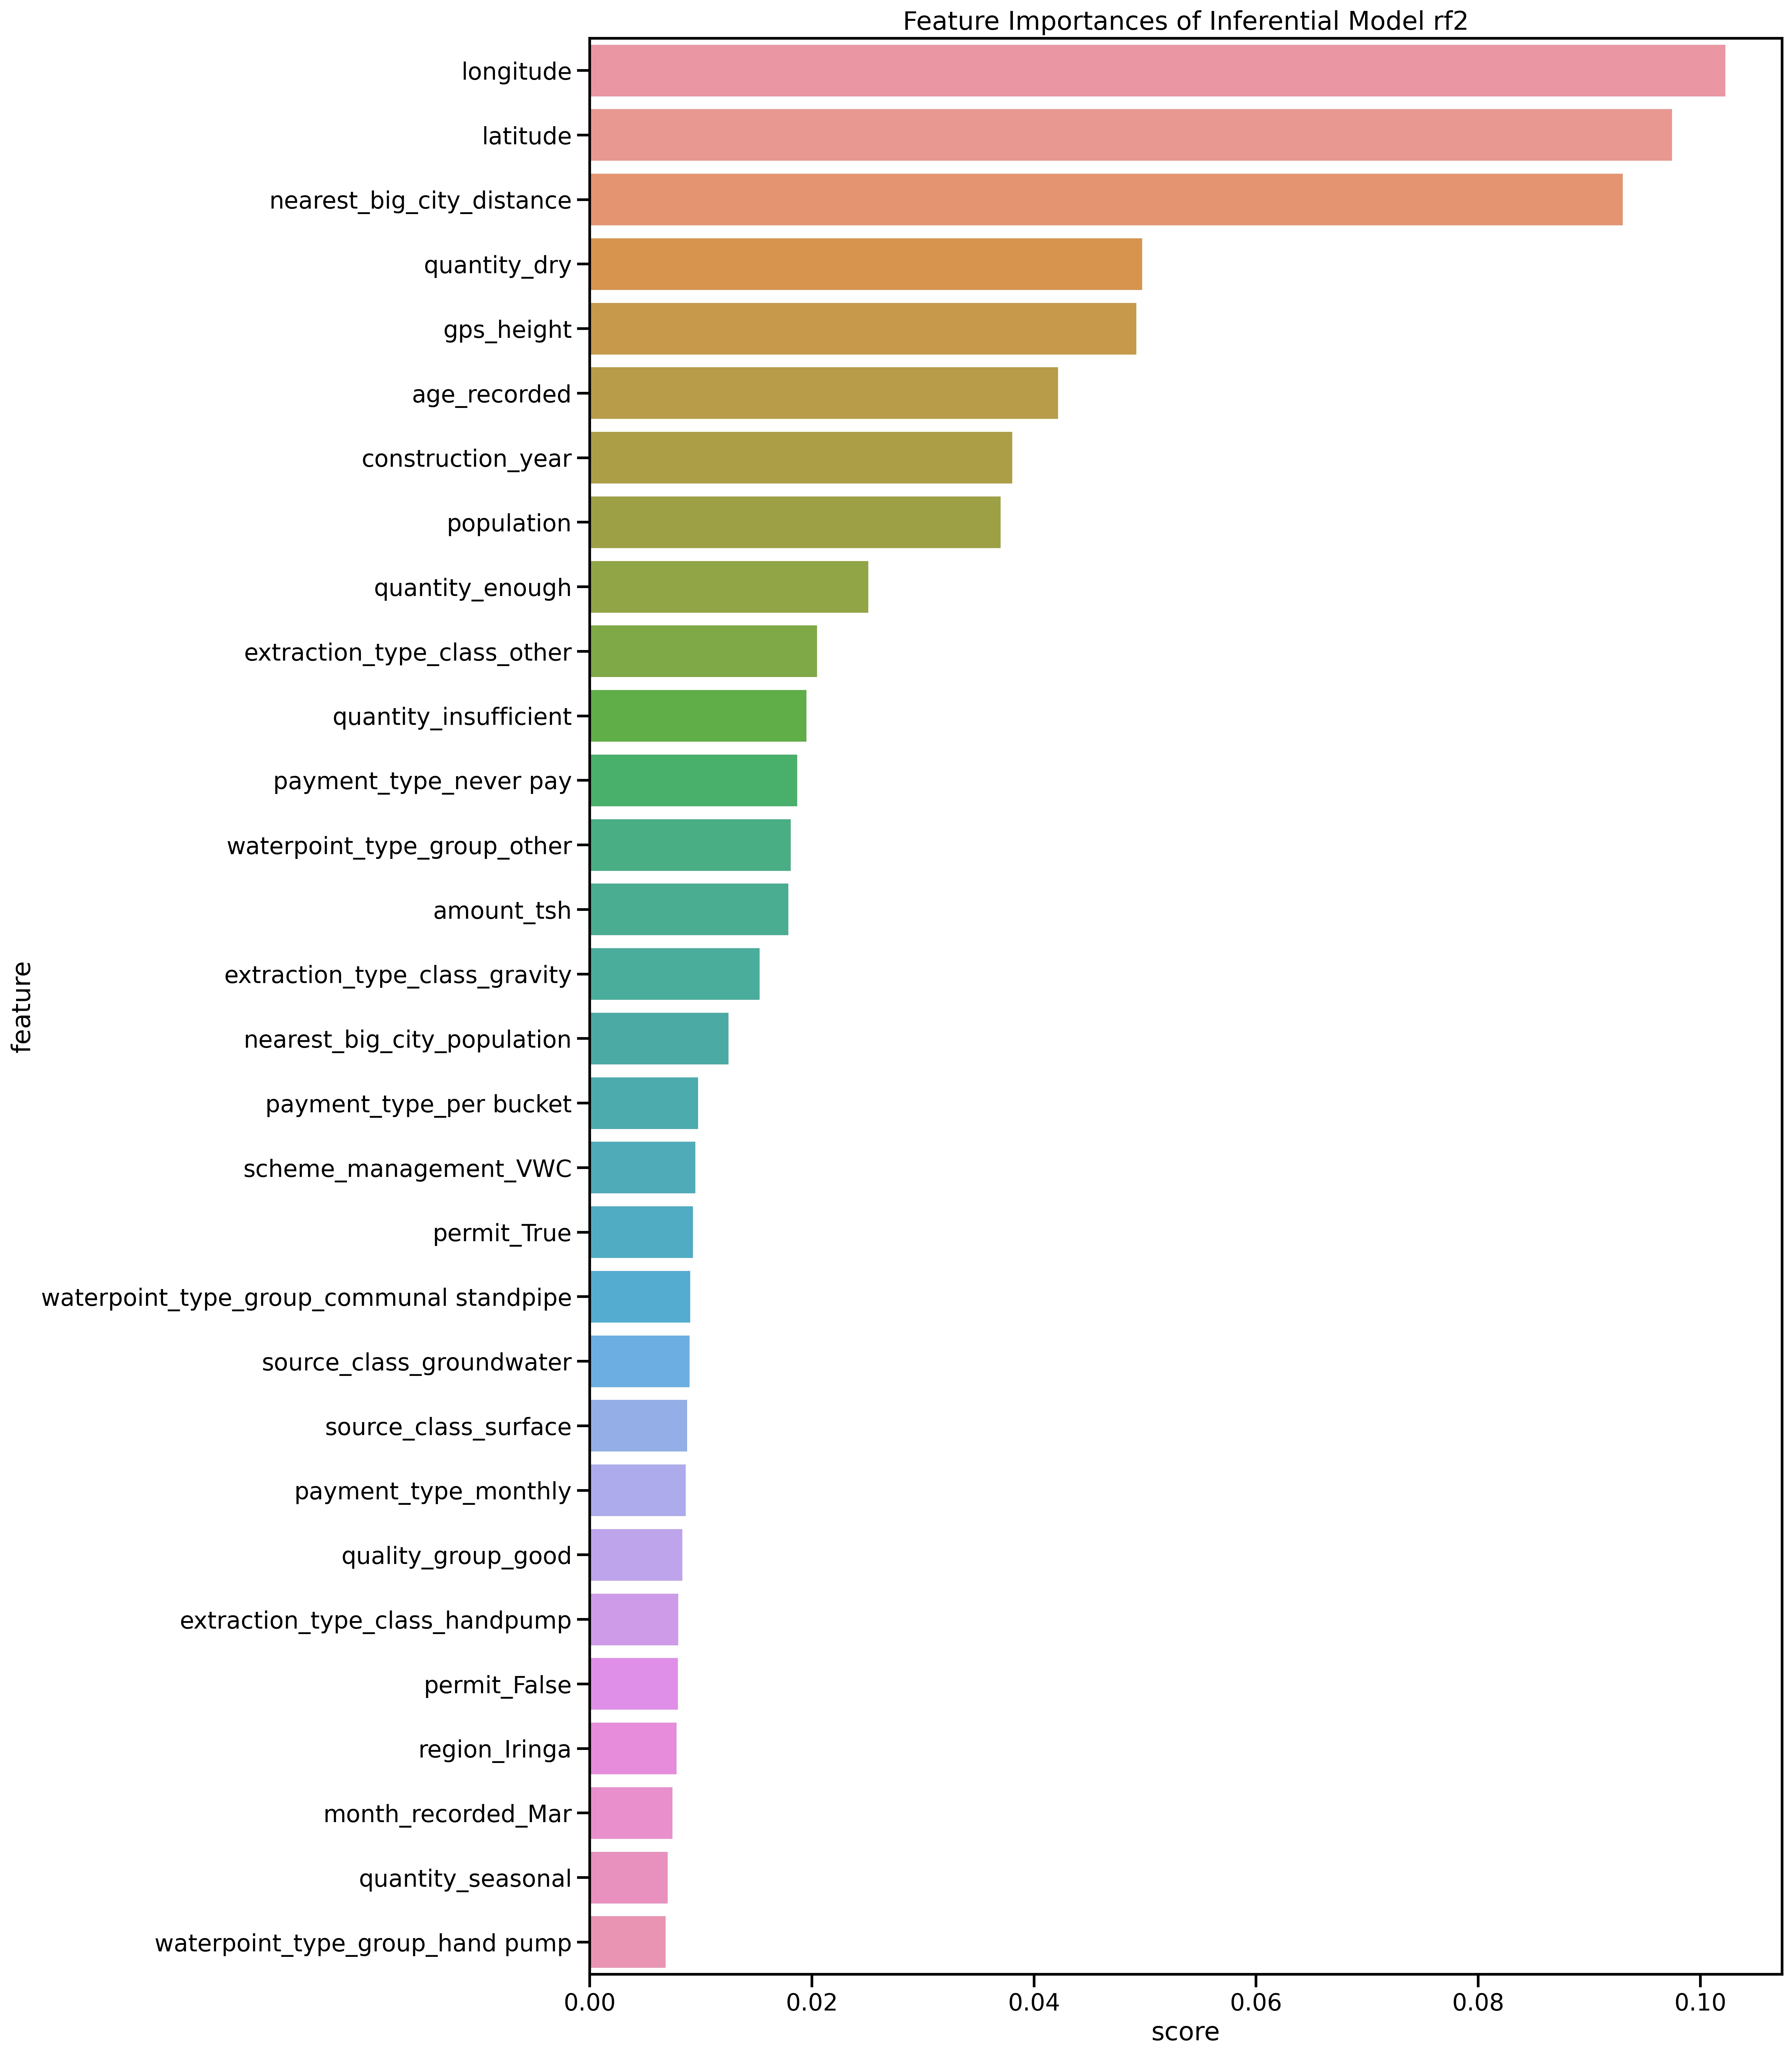 Feature Importances of Inferential Model rf2
longitude
latitude
nearest_big_city_distance
quantity_dry
gps_height
age_recorded
construction_year
population
quantity_enough
extraction_type_class_other
quantity_insufficient
payment_type_never pay
waterpoint_type_group_other
amount_tsh
extraction_type_class_gravity
nearest_big_city_population
payment_type_per bucket
scheme_management_VWC
permit_True
waterpoint_type_group_communal standpipe
source_class_groundwater
source_class_surface
payment_type_monthly
quality_group_good
extraction_type_class_handpump
permit_False
region_Iringa
month_recorded_Mar
quantity_seasonal
waterpoint_type_group_hand pump
feature
0.00 0.02 0.04 0.06 0.08 0.10
score